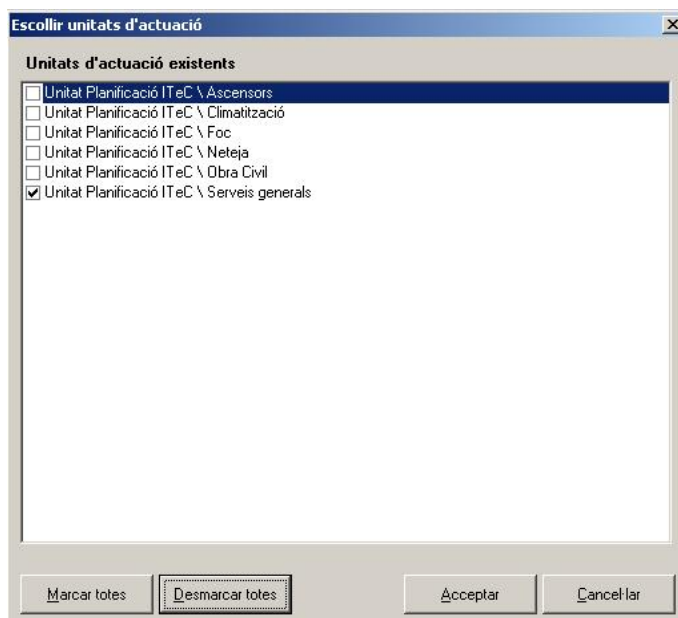 Escollir unitats d'actuació
Unitats d'actuació existents
Unitat Planificació ITeC \ Ascensors
Unitat Planificació ITeC \ Climatització
Unitat Planificació ITeC \ Foc
Unitat Planificació ITeC \ Neteja
Unitat Planificació ITeC \ Obra Civil
Unitat Planificació ITeC \ Serveis generals
Marcar totes Desmarcar totes Acceptar Cancel·lar